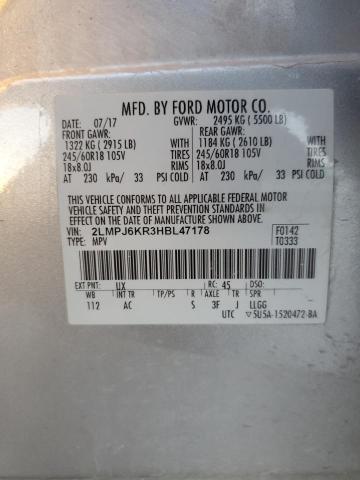 MFD. BY FORD MOTOR CO.
DATE: 07/17 GVWR: 2495 KG ( 5500 LB)
FRONT GAWR: REAR GAWR:
1322 KG ( 2915 LB) 1184 KG ( 2610 LB)
245/60R18 105V TIRES 245/60R18 105V TIRES
18x8.0J RIMS 18x8.0J RIMS
AT 230 kPa/ 33 PSI COLD AT 230 kPa/ 33 PSI COLD
THIS VEHICLE CONFORMS TO ALL APPLICABLE FEDERAL MOTOR
VEHICLE SAFETY AND THEFT PREVENTION STANDARDS IN
EFFECT ON THE DATE OF MANUFACTURE SHOWN ABOVE.
VIN: 2LMPJ6KR3HBL47178 F0142
TYPE: MPV T0333
EXT PNT: UX RC: 45 DSO:
WB INT TR TP/PS R AXLE TR SPR
112 AC S 3F J LLGG
UTC ▽5U5A-1520472-BA